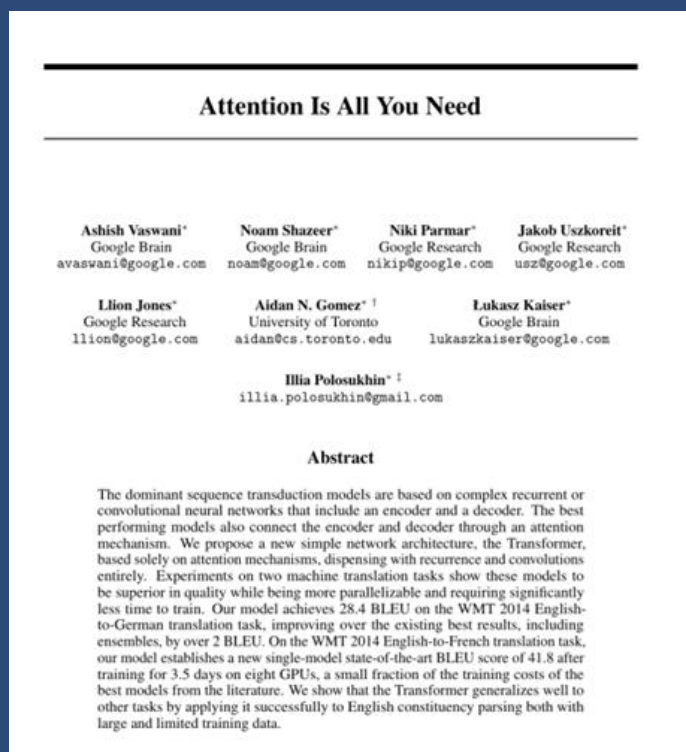 Attention Is All You Need
Ashish Vaswani* Noam Shazeer* Niki Parmar* Jakob Uszkoreit*
Google Brain Google Brain Google Research Google Research
avaswani@google.com noam@google.com nikip@google.com usz@google.com
Llion Jones* Aidan N. Gomez* † Łukasz Kaiser*
Google Research University of Toronto Google Brain
llion@google.com aidan@cs.toronto.edu lukaszkaiser@google.com
Illia Polosukhin* ‡
illia.polosukhin@gmail.com
Abstract
The dominant sequence transduction models are based on complex recurrent or
convolutional neural networks that include an encoder and a decoder. The best
performing models also connect the encoder and decoder through an attention
mechanism. We propose a new simple network architecture, the Transformer,
based solely on attention mechanisms, dispensing with recurrence and convolutions
entirely. Experiments on two machine translation tasks show these models to
be superior in quality while being more parallelizable and requiring significantly
less time to train. Our model achieves 28.4 BLEU on the WMT 2014 English-
to-German translation task, improving over the existing best results, including
ensembles, by over 2 BLEU. On the WMT 2014 English-to-French translation task,
our model establishes a new single-model state-of-the-art BLEU score of 41.8 after
training for 3.5 days on eight GPUs, a small fraction of the training costs of the
best models from the literature. We show that the Transformer generalizes well to
other tasks by applying it successfully to English constituency parsing both with
large and limited training data.